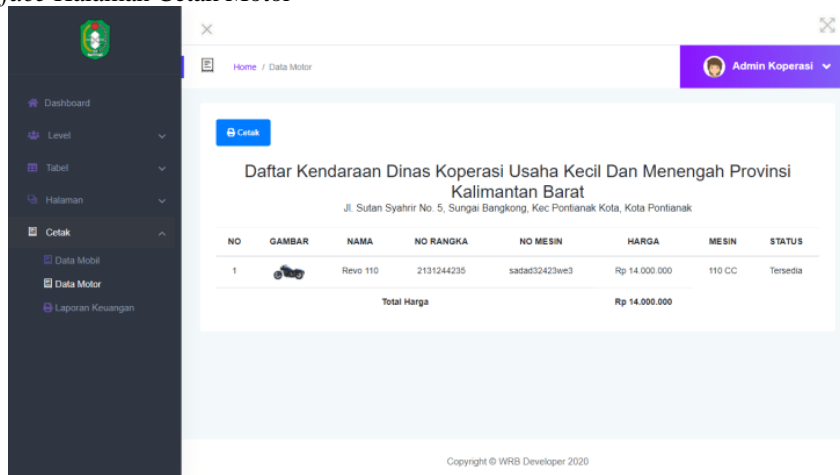 Halaman Cetak Motor
Home / Data Motor
Admin Koperasi
Dashboard
Level
Tabel
Halaman
Cetak
Data Mobil
Data Motor
Laporan Keuangan
Cetak
Daftar Kendaraan Dinas Koperasi Usaha Kecil Dan Menengah Provinsi
Kalimantan Barat
Jl. Sutan Syahrir No. 5, Sungai Bangkong, Kec Pontianak Kota, Kota Pontianak
NO GAMBAR NAMA NO RANGKA NO MESIN HARGA MESIN STATUS
1 Revo 110 2131244235 sadad32423we3 Rp 14.000.000 110 CC Tersedia
Total Harga Rp 14.000.000
Copyright © WRB Developer 2020